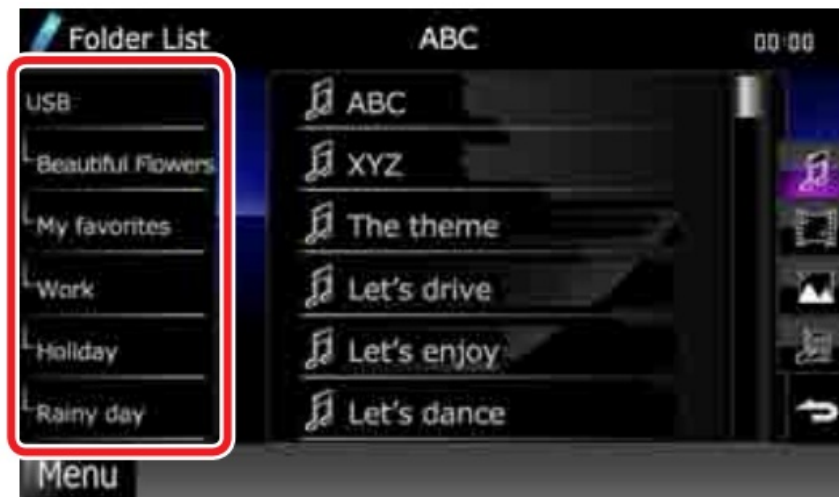 Folder List
ABC
00:00
USB
Beautiful Flowers
My favorites
Work
Holiday
Rainy day
ABC
XYZ
The theme
Let's drive
Let's enjoy
Let's dance
Menu